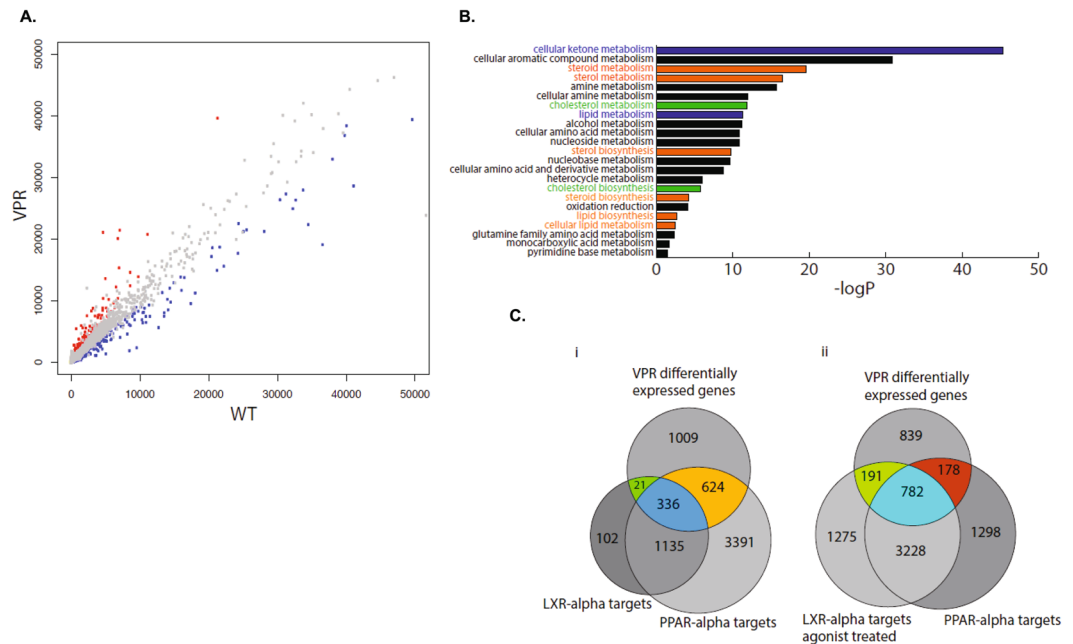 A.
VPR
50000
40000
30000
20000
10000
0
0 10000 20000 30000 40000 50000
WT
B.
cellular ketone metabolism
cellular aromatic compound metabolism
steroid metabolism
sterol metabolism
amine metabolism
cellular amine metabolism
cholesterol metabolism
lipid metabolism
alcohol metabolism
cellular amino acid metabolism
nucleoside metabolism
sterol biosynthesis
nucleobase metabolism
cellular amino acid and derivative metabolism
heterocycle metabolism
cholesterol biosynthesis
steroid biosynthesis
oxidation reduction
lipid biosynthesis
cellular lipid metabolism
glutamine family amino acid metabolism
monocarboxylic acid metabolism
pyrimidine base metabolism
0 10 20 30 40 50
-logP
C.
i
VPR differentially
expressed genes
1009
21
624
336
102
1135
3391
LXR-alpha targets
PPAR-alpha targets
ii
VPR differentially
expressed genes
839
191
178
782
1275
3228
1298
LXR-alpha targets
agonist treated
PPAR-alpha targets